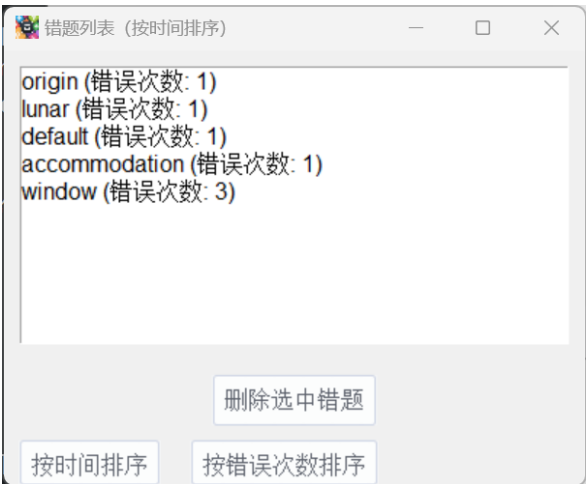 错题列表（按时间排序）
origin (错误次数: 1)
lunar (错误次数: 1)
default (错误次数: 1)
accommodation (错误次数: 1)
window (错误次数: 3)
删除选中错题
按时间排序 按错误次数排序